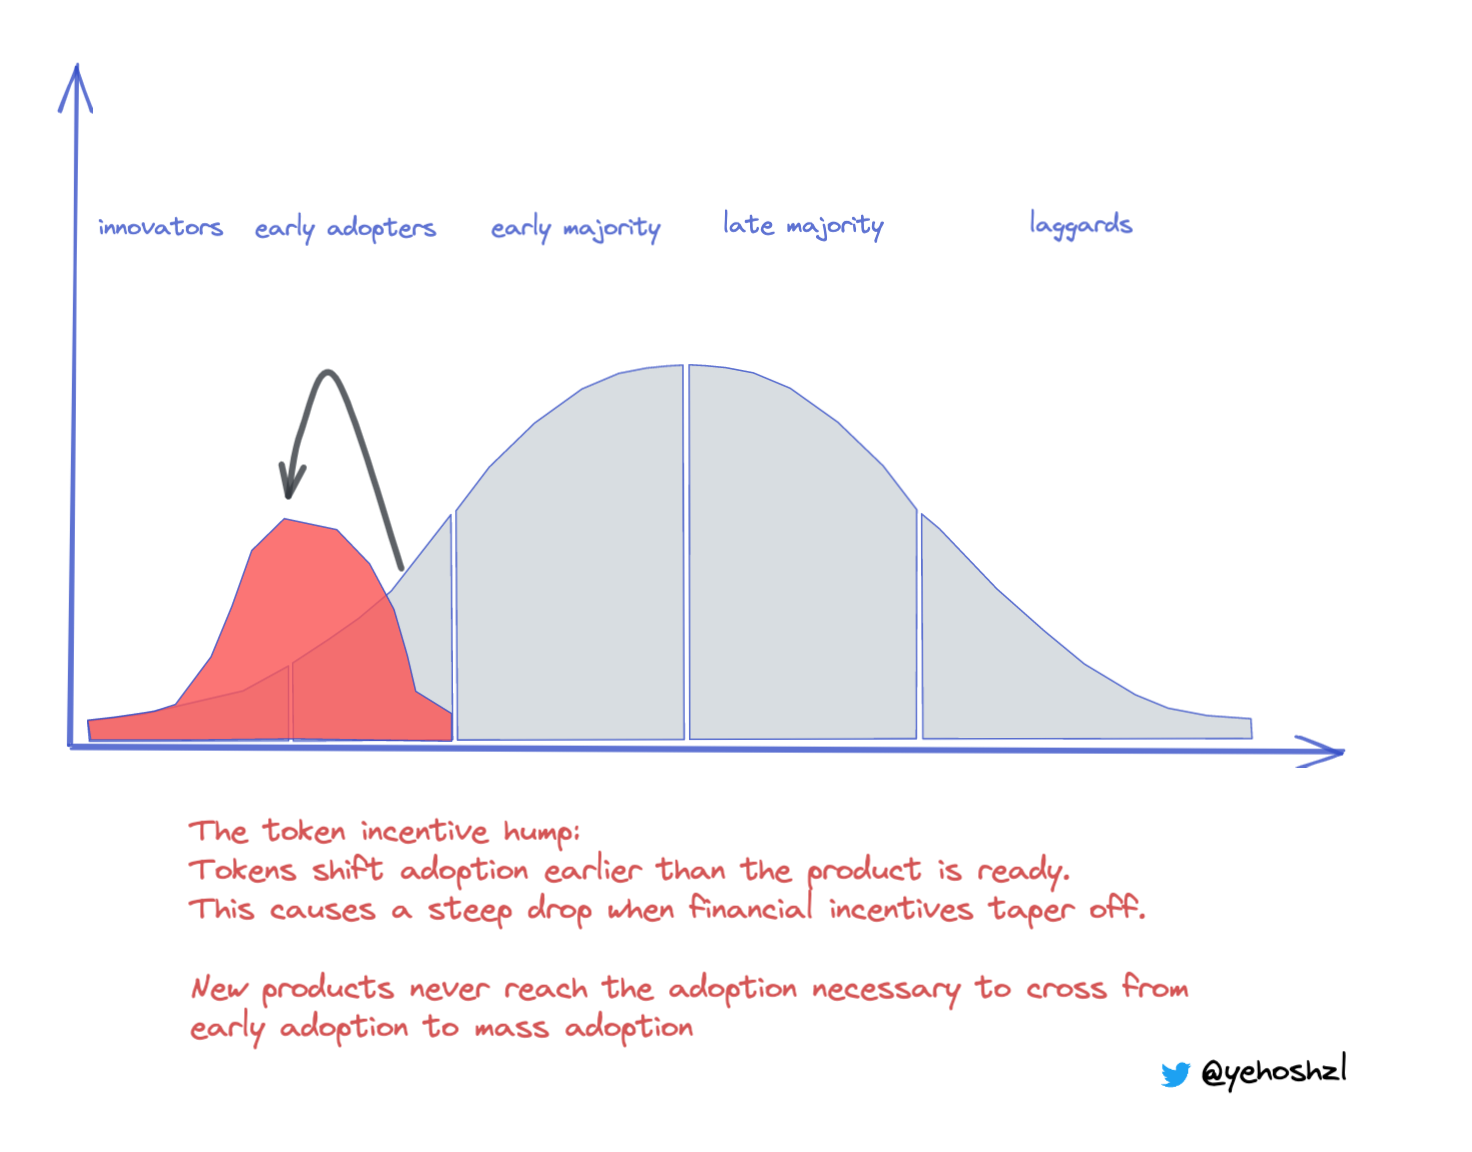 innovators
early adopters
early majority
late majority
laggards
The token incentive hump:
Tokens shift adoption earlier than the product is ready.
This causes a steep drop when financial incentives taper off.
New products never reach the adoption necessary to cross from
early adoption to mass adoption
@yehoshzl